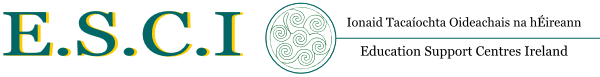 E.S.C.I
Ionaid Tacaíochta Oideachais na hÉireann
Education Support Centres Ireland